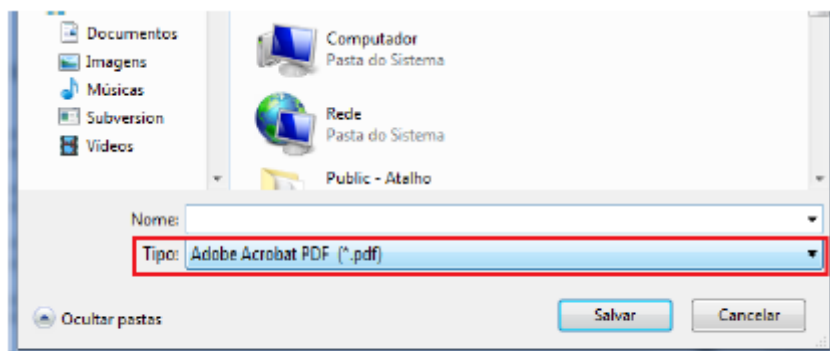 Documentos
Imagens
Músicas
Subversion
Vídeos
Computador
Pasta do Sistema
Rede
Pasta do Sistema
Public - Atalho
Nome:
Tipo: Adobe Acrobat PDF (*.pdf)
Ocultar pastas
Salvar
Cancelar